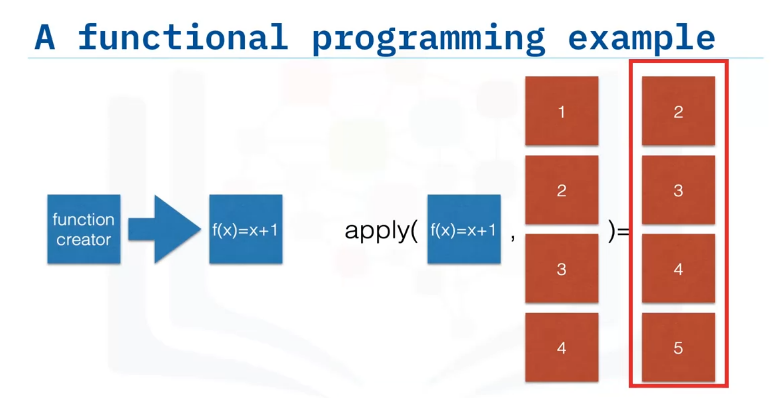 A functional programming example
function
creator
f(x)=x+1
apply( f(x)=x+1 , )=
1
2
3
4
2
3
4
5